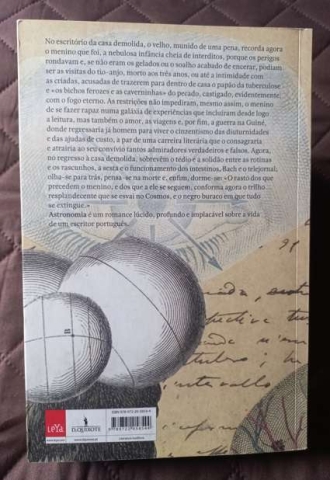 No escritório da casa demolida, o velho, munido de uma pena, recorda agora
o menino que foi, a nebulosa infância cheia de interditos, porque os perigos
rondavam e, se não eram os gelados ou o soalho acabado de encerar, podiam
ser as visitas do tio-anjo, morto aos três anos, ou até a intimidade com
as criadas, acusadas de trazerem para dentro de casa o papão da tuberculose
e «os bichos ferozes e as caveirinhas» do pecado, castigado, evidentemente,
com o fogo eterno. As restrições não impediram, mesmo assim, o menino
de se fazer rapaz numa galáxia de experiências que incluíram desde logo
a leitura, mas também o amor, as viagens e, por fim, a guerra na Guiné,
donde regressaria já homem para viver o cinzentismo das diuturnidades
e das ajudas de custo, a par de uma carreira literária que o consagraria
e atrairia ao seu convívio tantos admiradores verdadeiros e falsos. Agora,
no regresso à casa demolida, sobrevêm o tédio e a solidão entre as rotinas
e os rascunhos, a sesta e o funcionamento dos intestinos, Bach e o telejornal;
olha-se para trás, pensa-se na morte e, enfim, dorme-se: «O rasto dos que
precedem o menino, e dos que a ele se seguem, conforma agora o trilho
resplandecente que se esvai no Cosmos, e o negro buraco em que tudo
se extingue.»
Astronomia é um romance lúcido, profundo e implacável sobre a vida
de um escritor português.
LeYa
D.QUIXOTE